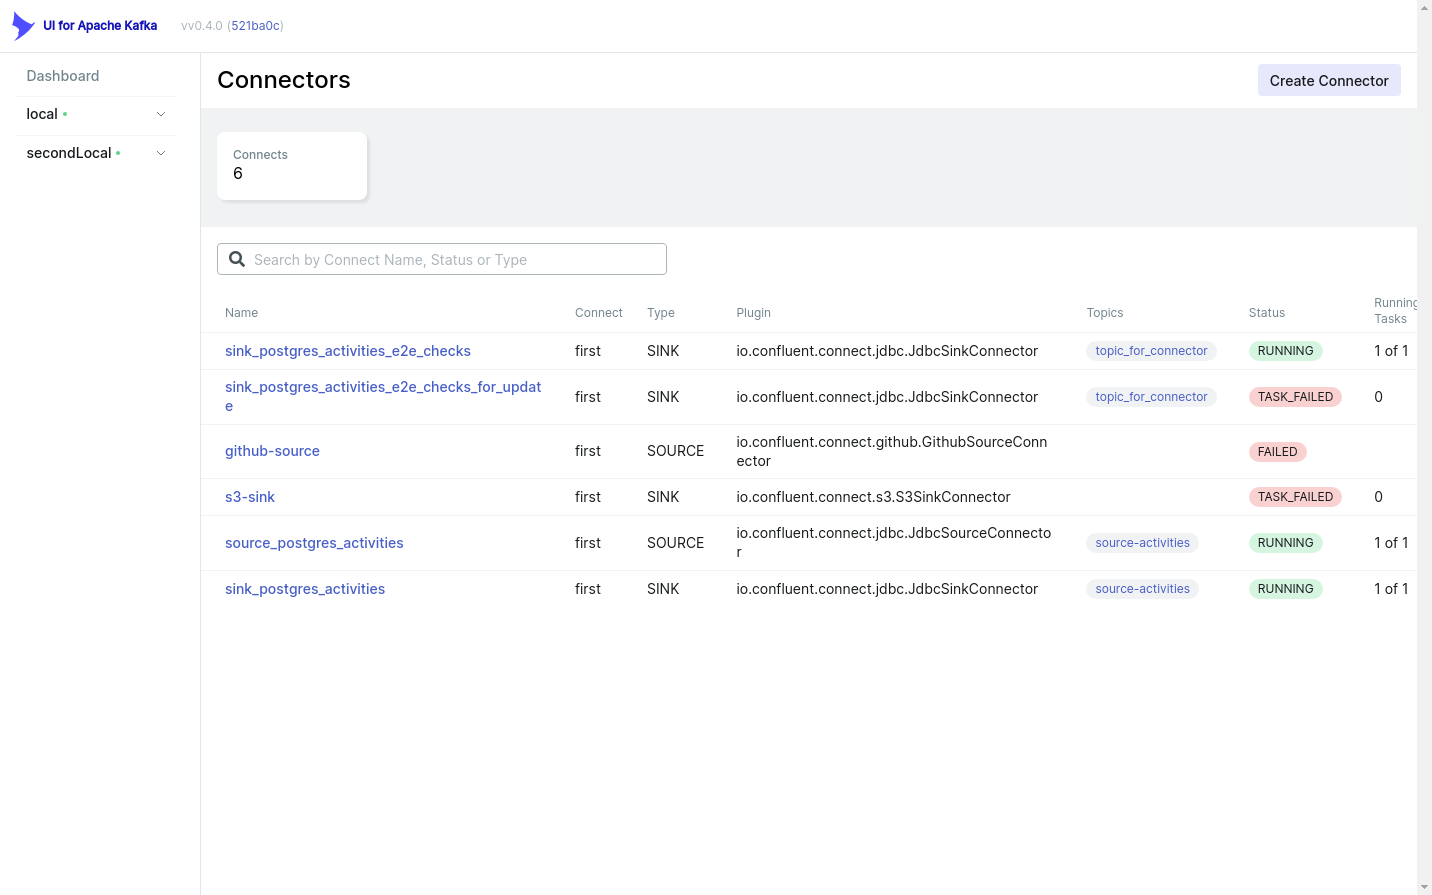 UI for Apache Kafka vv0.4.0 (521ba0c)
Dashboard
local
secondLocal
Connectors
Create Connector
Connects
6
Search by Connect Name, Status or Type
Name Connect Type Plugin Topics Status Running
Tasks
sink_postgres_activities_e2e_checks first SINK io.confluent.connect.jdbc.JdbcSinkConnector topic_for_connector RUNNING 1 of 1
sink_postgres_activities_e2e_checks_for_updat
e first SINK io.confluent.connect.jdbc.JdbcSinkConnector topic_for_connector TASK_FAILED 0
github-source first SOURCE io.confluent.connect.github.GithubSourceConn
ector FAILED
s3-sink first SINK io.confluent.connect.s3.S3SinkConnector TASK_FAILED 0
source_postgres_activities first SOURCE io.confluent.connect.jdbc.JdbcSourceConnecto
r source-activities RUNNING 1 of 1
sink_postgres_activities first SINK io.confluent.connect.jdbc.JdbcSinkConnector source-activities RUNNING 1 of 1